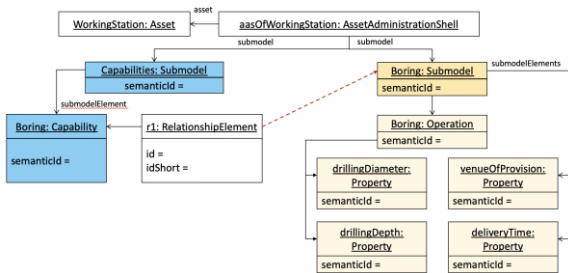 asset
WorkingStation: Asset
aasOfWorkingStation: AssetAdministrationShell
submodel
submodel
Capabilities: Submodel
semanticId =
Boring: Submodel
semanticId =
submodelElements
submodelElement
Boring: Capability
semanticId =
r1: RelationshipElement
id =
idShort =
Boring: Operation
semanticId =
drillingDiameter:
Property
semanticId =
venueOfProvision:
Property
semanticId =
drillingDepth:
Property
semanticId =
deliveryTime:
Property
semanticId =